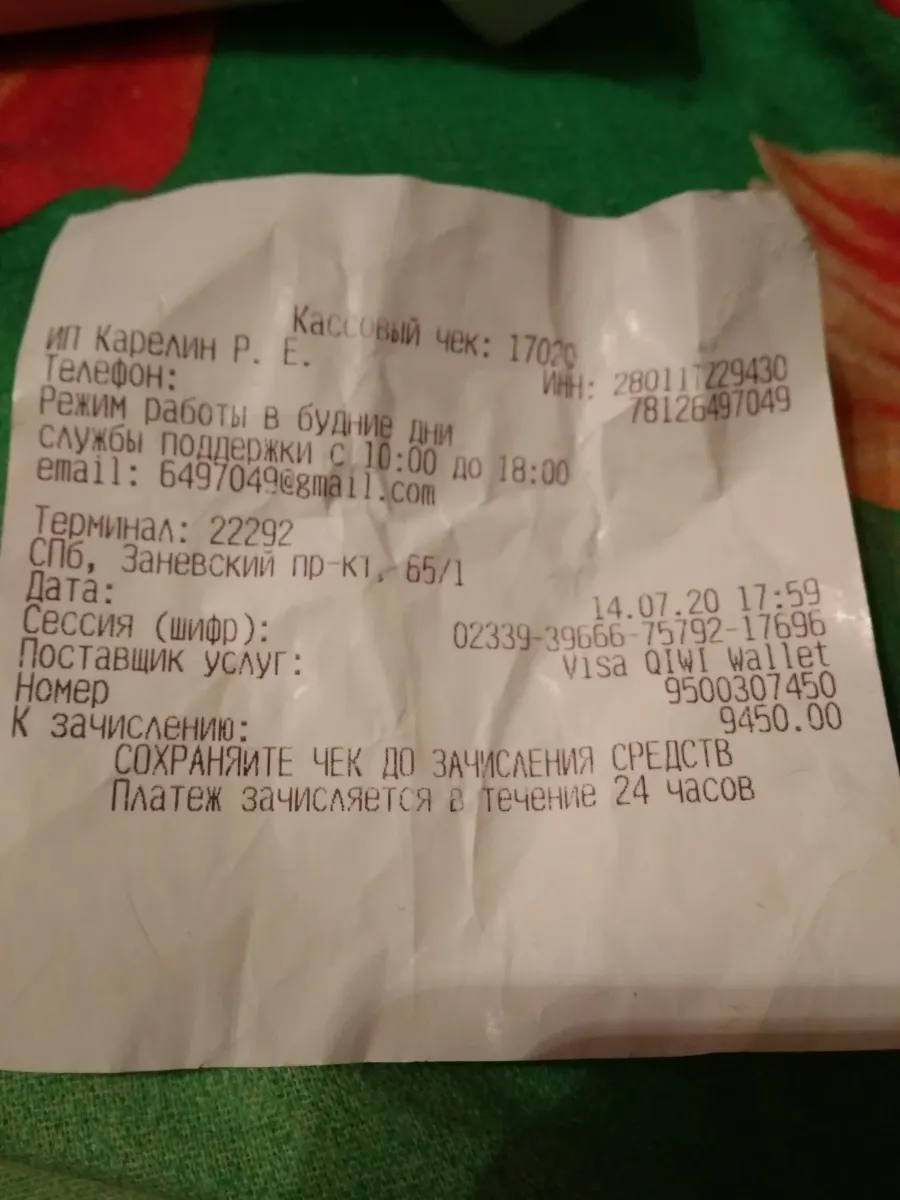 Кассовый чек: 17020
ИП Карелин Р. Е.
ИНН: 280117229430
Телефон: 78126497049
Режим работы в будние дни
службы поддержки с 10:00 до 18:00
email: 6497049@gmail.com
Терминал: 22292
СПб, Заневский пр-кт, 65/1
Дата: 14.07.20 17:59
Сессия (шифр): 02339-39666-75792-17696
Поставщик услуг: Visa QIWI Wallet
Номер 9500307450
К зачислению: 9450.00
СОХРАНЯЙТЕ ЧЕК ДО ЗАЧИСЛЕНИЯ СРЕДСТВ
Платеж зачисляется в течение 24 часов